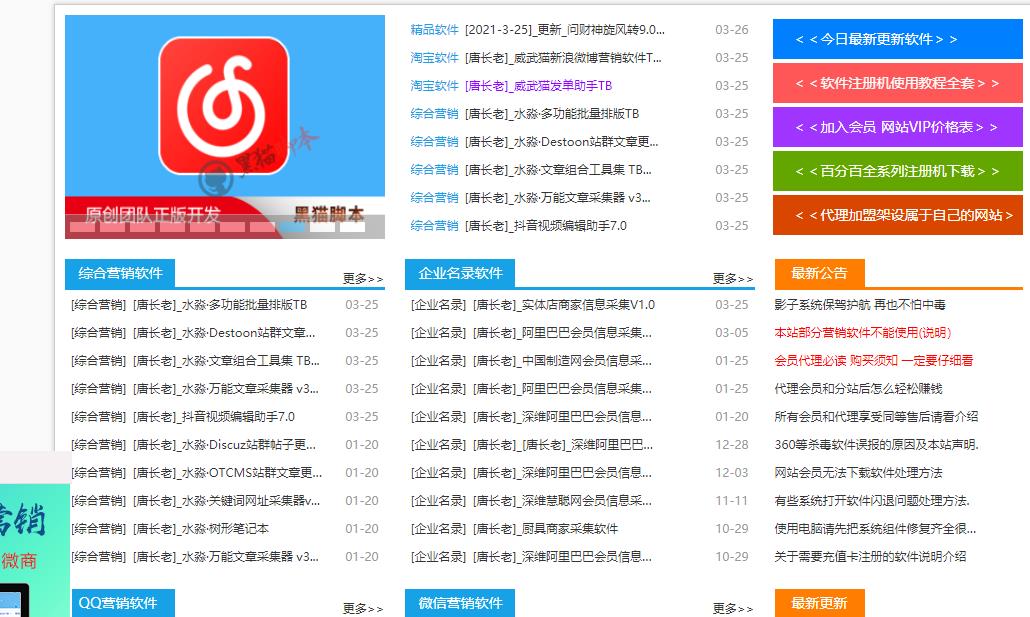 原创团队正版开发
黑猫脚本
黑猫脚本
精品软件 [2021-3-25]_更新_问财神旋风转9.0... 03-26
淘宝软件 [唐长老]_威武猫新浪微博营销软件T... 03-25
淘宝软件 [唐长老]_威武猫发单助手TB 03-25
综合营销 [唐长老]_水淼·多功能批量排版TB 03-25
综合营销 [唐长老]_水淼·Destoon站群文章更... 03-25
综合营销 [唐长老]_水淼·文章组合工具集 TB... 03-25
综合营销 [唐长老]_水淼·万能文章采集器 v3... 03-25
综合营销 [唐长老]_抖音视频编辑助手7.0 03-25
＜＜今日最新更新软件＞＞
＜＜软件注册机使用教程全套＞＞
＜＜加入会员 网站VIP价格表＞＞
＜＜百分百全系列注册机下载＞＞
＜＜代理加盟架设属于自己的网站＞
综合营销软件 更多>>
[综合营销] [唐长老]_水淼·多功能批量排版TB 03-25
[综合营销] [唐长老]_水淼·Destoon站群文章... 03-25
[综合营销] [唐长老]_水淼·文章组合工具集 TB... 03-25
[综合营销] [唐长老]_水淼·万能文章采集器 v3... 03-25
[综合营销] [唐长老]_抖音视频编辑助手7.0 03-25
[综合营销] [唐长老]_水淼·Discuz站群帖子更... 01-20
[综合营销] [唐长老]_水淼·OTCMS站群文章更... 01-20
[综合营销] [唐长老]_水淼·关键词网址采集器v... 01-20
[综合营销] [唐长老]_水淼·树形笔记本 01-20
[综合营销] [唐长老]_水淼·万能文章采集器 v3... 01-20
企业名录软件 更多>>
[企业名录] [唐长老]_实体店商家信息采集V1.0 03-25
[企业名录] [唐长老]_阿里巴巴会员信息采集... 03-05
[企业名录] [唐长老]_中国制造网会员信息采... 01-25
[企业名录] [唐长老]_阿里巴巴会员信息采集... 01-25
[企业名录] [唐长老]_深维阿里巴巴会员信息... 01-20
[企业名录] [唐长老]_[唐长老]_深维阿里巴巴... 12-28
[企业名录] [唐长老]_深维阿里巴巴会员信息... 12-03
[企业名录] [唐长老]_深维慧聪网会员信息采... 11-11
[企业名录] [唐长老]_厨具商家采集软件 10-29
[企业名录] [唐长老]_深维阿里巴巴会员信息... 10-29
最新公告
影子系统保驾护航 再也不怕中毒
本站部分营销软件不能使用(说明)
会员代理必读 购买须知 一定要仔细看
代理会员和分站后怎么轻松赚钱
所有会员和代理享受同等售后请看介绍
360等杀毒软件误报的原因及本站声明.
网站会员无法下载软件处理方法
有些系统打开软件闪退问题处理方法.
使用电脑请先把系统组件修复齐全很...
关于需要充值卡注册的软件说明介绍
营销
微商
QQ营销软件 更多>>
微信营销软件 更多>>
最新更新